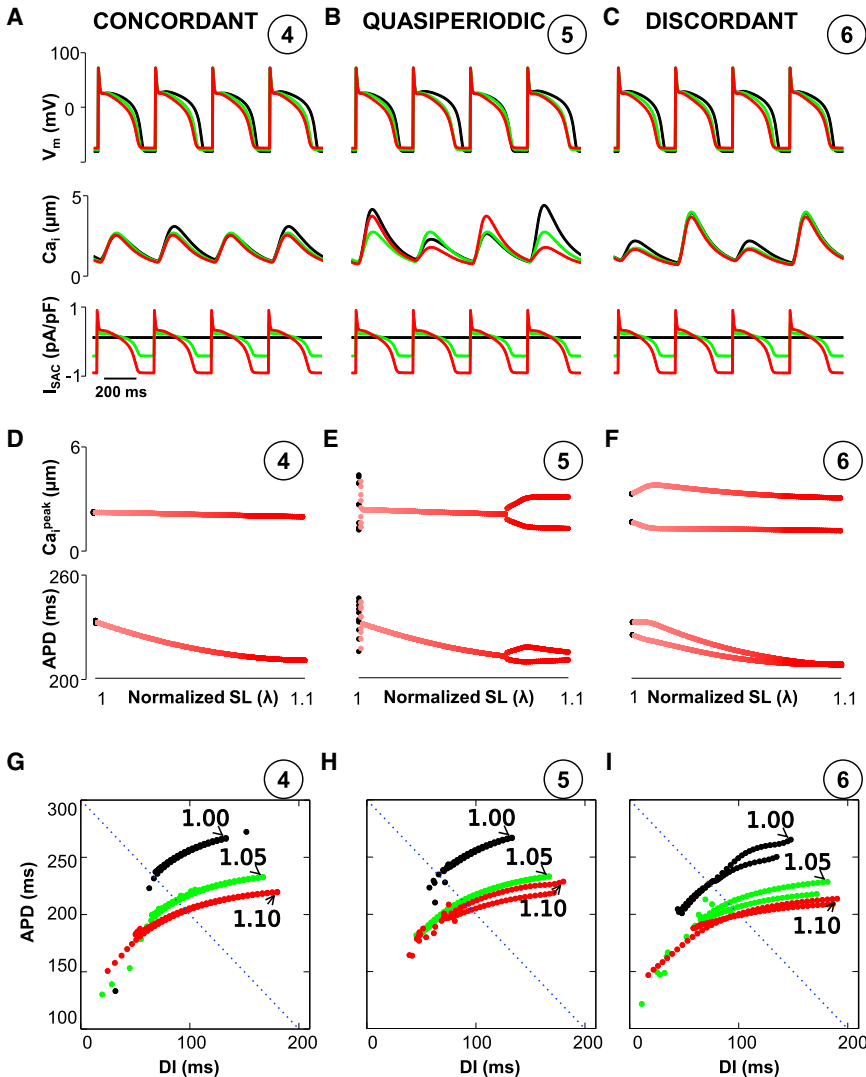 A CONCORDANT 4
B QUASIPERIODIC 5
C DISCORDANT 6
100
0
Vm (mV)
5
0
Cai (µm)
1
-1
ISAC (pA/pF)
200 ms
D 4
E 5
F 6
6
0
Caipeak (µm)
260
200
APD (ms)
1 Normalized SL (λ) 1.1
1 Normalized SL (λ) 1.1
1 Normalized SL (λ) 1.1
G 4
H 5
I 6
300
250
200
150
100
APD (ms)
1.00
1.05
1.10
1.00
1.05
1.10
1.00
1.05
1.10
0 100 200
0 100 200
0 100 200
DI (ms)
DI (ms)
DI (ms)